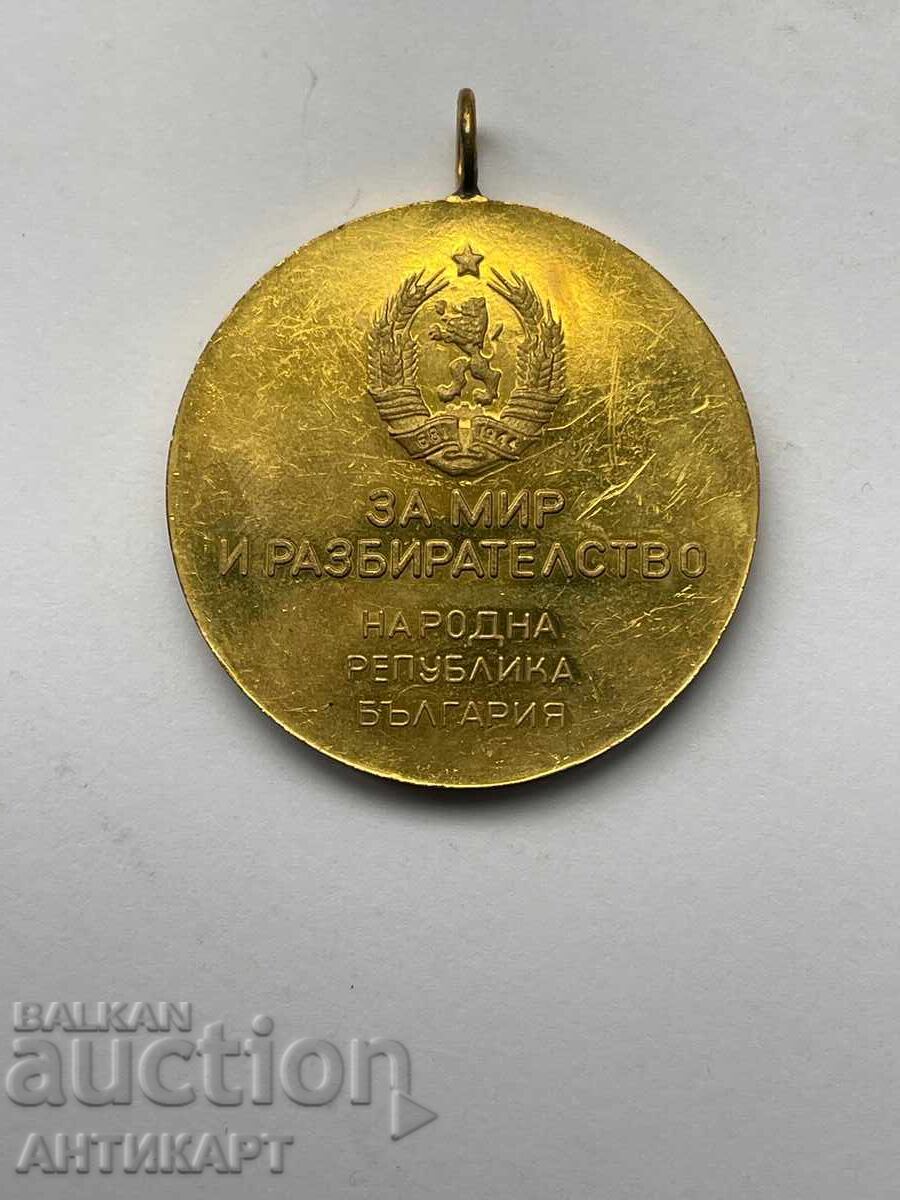 681 1944
ЗА МИР
И РАЗБИРАТЕЛСТВО
НАРОДНА
РЕПУБЛИКА
БЪЛГАРИЯ
BALKAN
auction
АНТИКАРТ